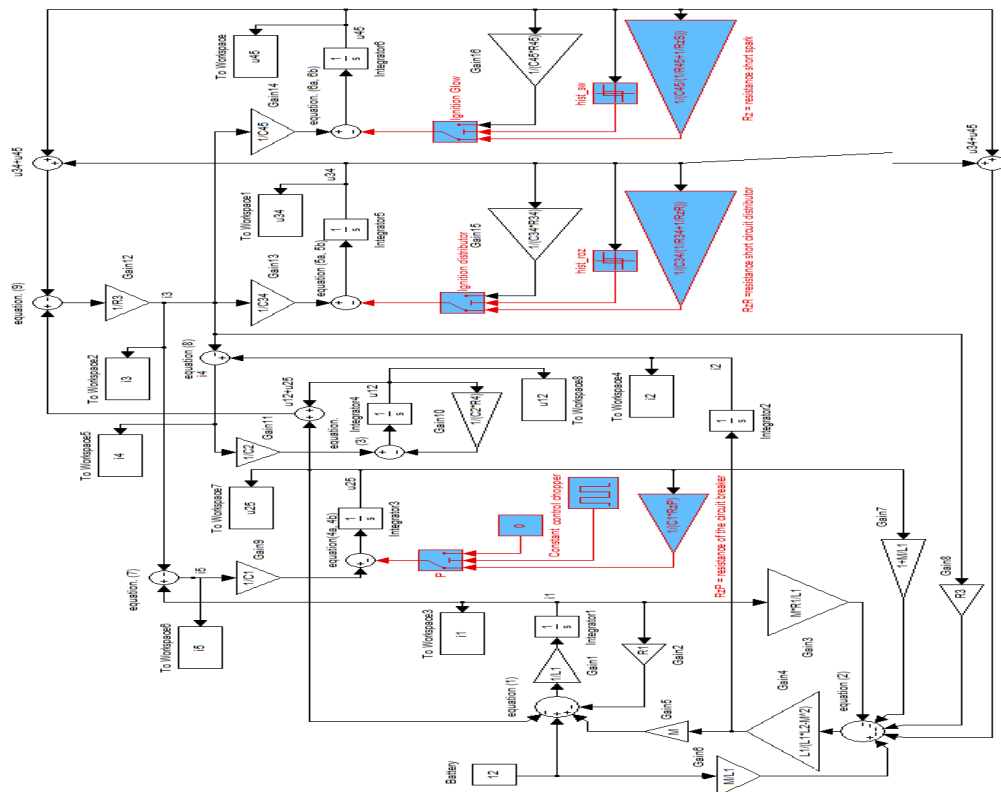 Battery
12
Gain6
M/L1
equation (1)
Gain5
M
Gain4
L1/(L1*L2-M^2)
equation (2)
Gain1
1/L1
Integrator1
1
s
i1
Gain2
R1
Gain3
M*R1/L1
To Workspace3
i1
To Workspace6
i5
equation. (7)
i5
Gain9
1/C1
equation(4a, 4b)
Integrator3
1
s
u25
P
Constant control chopper
0
1/(C1*RzP)
RzP = resistance of the circuit breaker
Gain7
1+M/L1
Gain8
R3
To Workspace7
u25
To Workspace5
i4
Gain11
1/C2
equation.
(3)
Integrator4
1
s
u12
u12+u25
Gain10
1/(C2*R4)
u12
To Workspace8
To Workspace4
i2
i2
Integrator2
1
s
To Workspace2
i3
equation (8)
i4
equation. (9)
Gain12
1/R3
i3
Gain13
1/C34
equation (5a, 5b)
Integrator5
1
s
u34
To Workspace1
u34
Gain15
1/(C34*R34)
Ignition distributor
hist_roz
1/(C34/(1/R34+1/RzR))
RzR =resistance short circuit distributor
u34+u45
Gain14
1/C45
equation. (6a, 6b)
Integrator6
1
s
u45
To Workspace
u45
Gain16
1/(C45*R45)
Ignition Glow
hist_sw
1/(C45/(1/R45+1/RzS))
Rz = resistance short spark
u34+u45